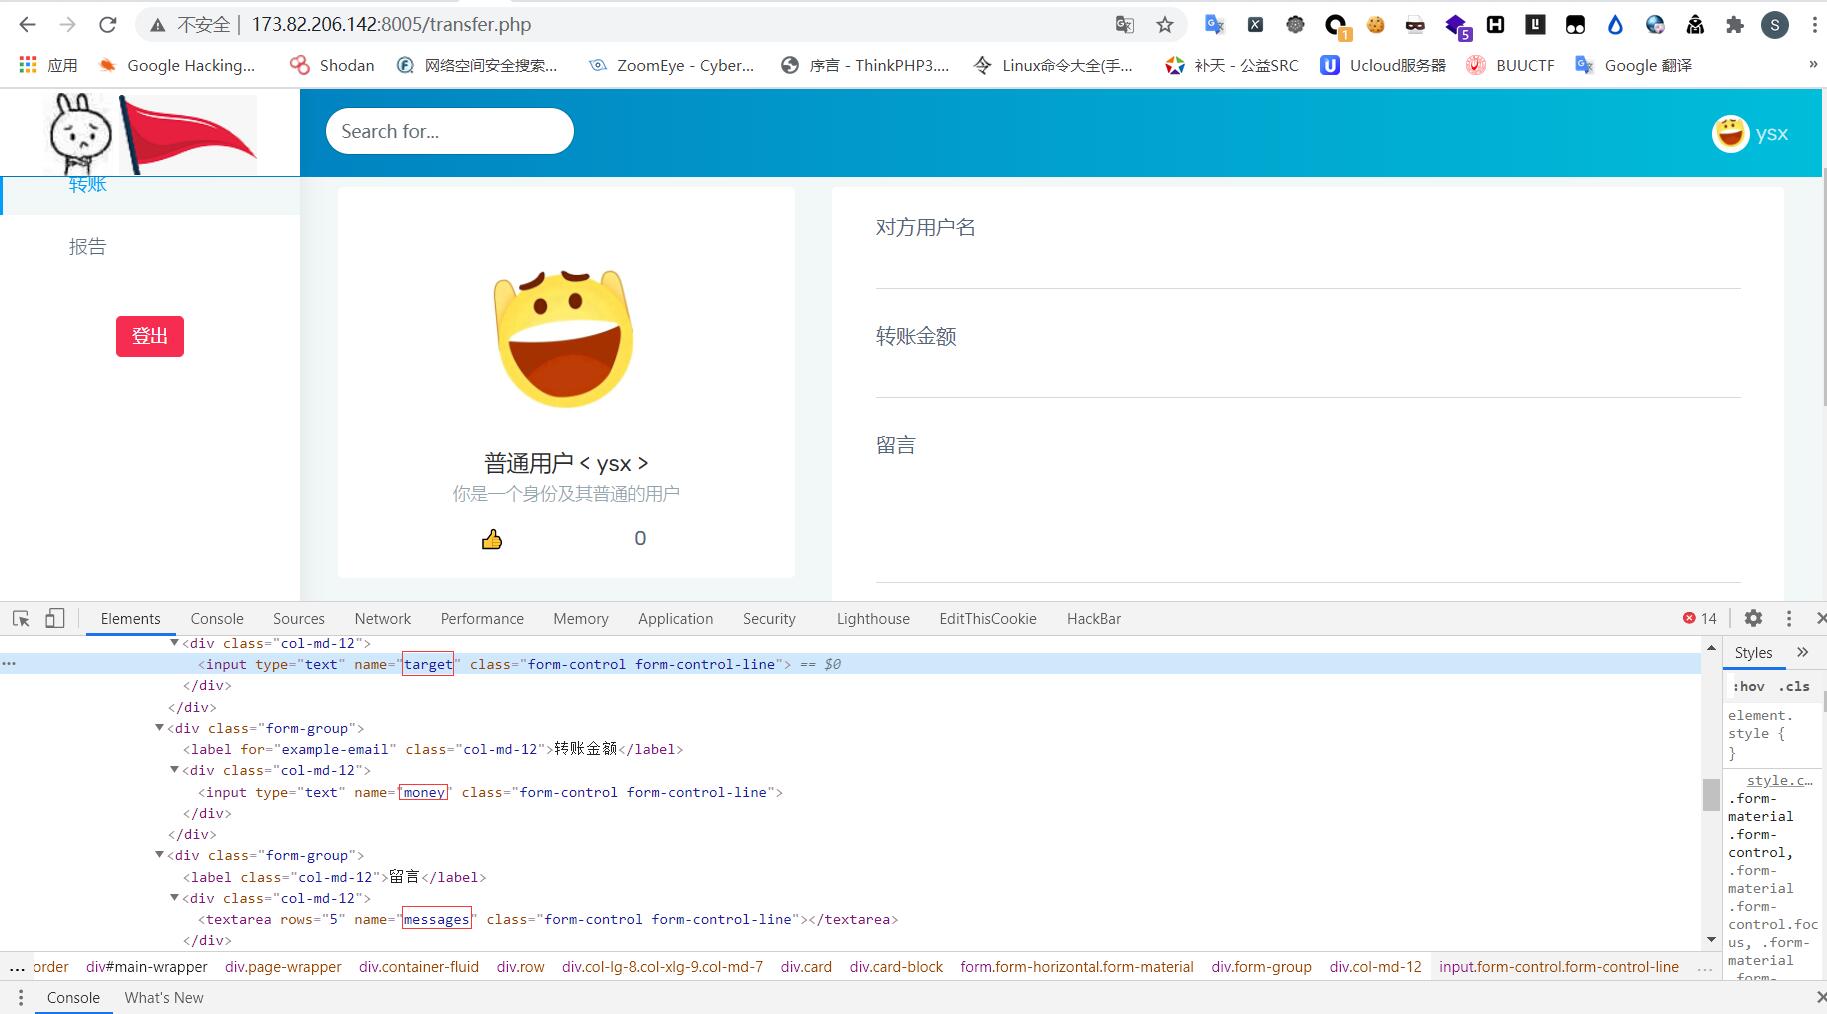 不安全 | 173.82.206.142:8005/transfer.php
1
5
S
应用 Google Hacking... Shodan 网络空间安全搜索... ZoomEye - Cyber... 序言 - ThinkPHP3.... Linux命令大全(手... 补天 - 公益SRC Ucloud服务器 BUUCTF Google 翻译 »
Search for...
ysx
转账
报告
登出
普通用户 < ysx >
你是一个身份及其普通的用户
0
对方用户名
转账金额
留言
Elements Console Sources Network Performance Memory Application Security Lighthouse EditThisCookie HackBar 14
<div class="col-md-12">
<input type="text" name="target" class="form-control form-control-line"> == $0
</div>
</div>
<div class="form-group">
<label for="example-email" class="col-md-12">转账金额</label>
<div class="col-md-12">
<input type="text" name="money" class="form-control form-control-line">
</div>
</div>
<div class="form-group">
<label class="col-md-12">留言</label>
<div class="col-md-12">
<textarea rows="5" name="messages" class="form-control form-control-line"></textarea>
</div>
Styles »
:hov .cls
element.
style {
}
style.c…
.form-
material
.form-
control,
.form-
material
.form-
control.foc
us, .form-
material
.form-
... order div#main-wrapper div.page-wrapper div.container-fluid div.row div.col-lg-8.col-xlg-9.col-md-7 div.card div.card-block form.form-horizontal.form-material div.form-group div.col-md-12 input.form-control.form-control-line ...
Console What's New